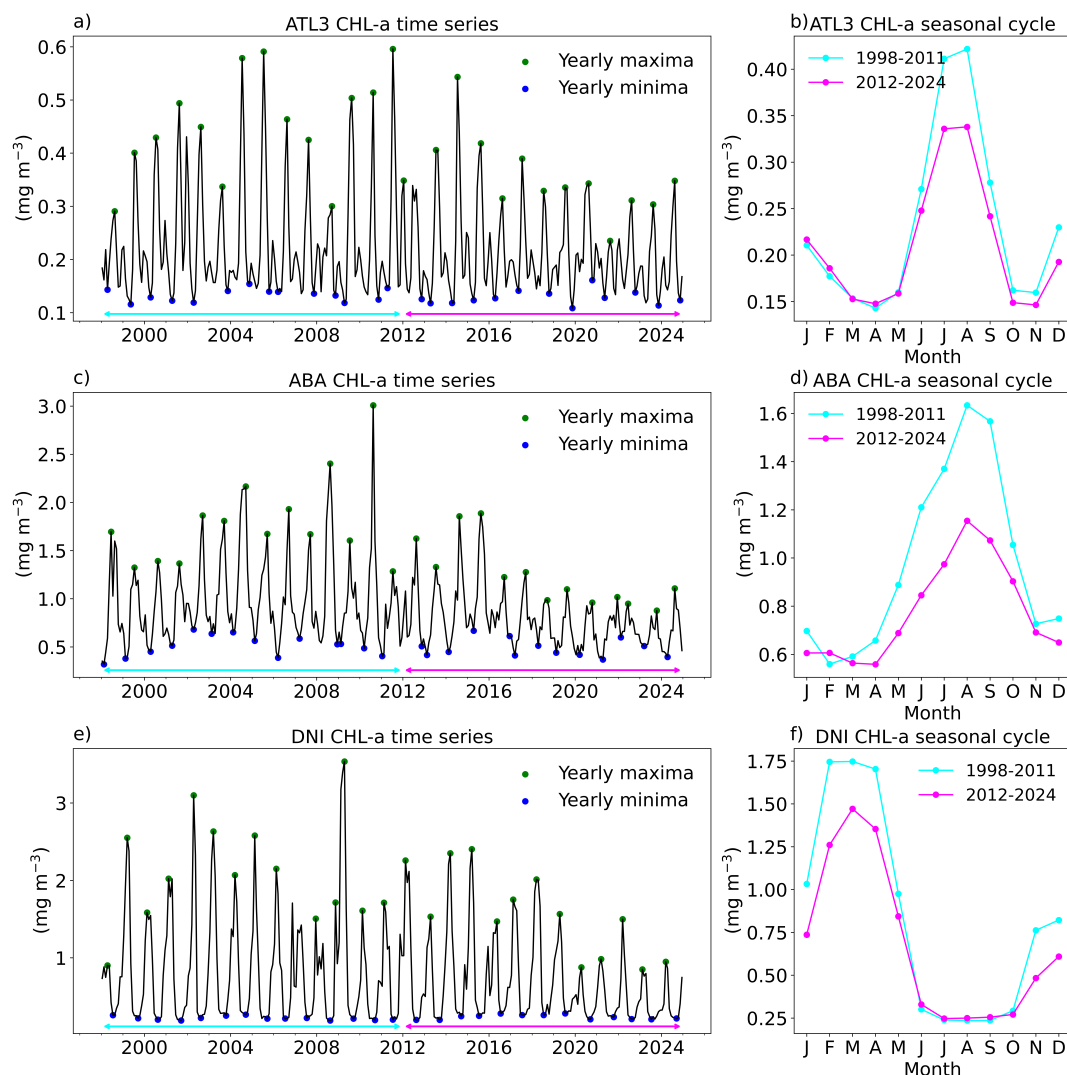 a)
ATL3 CHL-a time series
(mg m⁻³)
0.6
0.5
0.4
0.3
0.2
0.1
Yearly maxima
Yearly minima
2000
2004
2008
2012
2016
2020
2024
b)
ATL3 CHL-a seasonal cycle
(mg m⁻³)
0.40
0.35
0.30
0.25
0.20
0.15
1998-2011
2012-2024
J F M A M J J A S O N D
Month
c)
ABA CHL-a time series
(mg m⁻³)
3.0
2.5
2.0
1.5
1.0
0.5
Yearly maxima
Yearly minima
2000
2004
2008
2012
2016
2020
2024
d)
ABA CHL-a seasonal cycle
(mg m⁻³)
1.6
1.4
1.2
1.0
0.8
0.6
1998-2011
2012-2024
J F M A M J J A S O N D
Month
e)
DNI CHL-a time series
(mg m⁻³)
3
2
1
Yearly maxima
Yearly minima
2000
2004
2008
2012
2016
2020
2024
f)
DNI CHL-a seasonal cycle
(mg m⁻³)
1.75
1.50
1.25
1.00
0.75
0.50
0.25
1998-2011
2012-2024
J F M A M J J A S O N D
Month